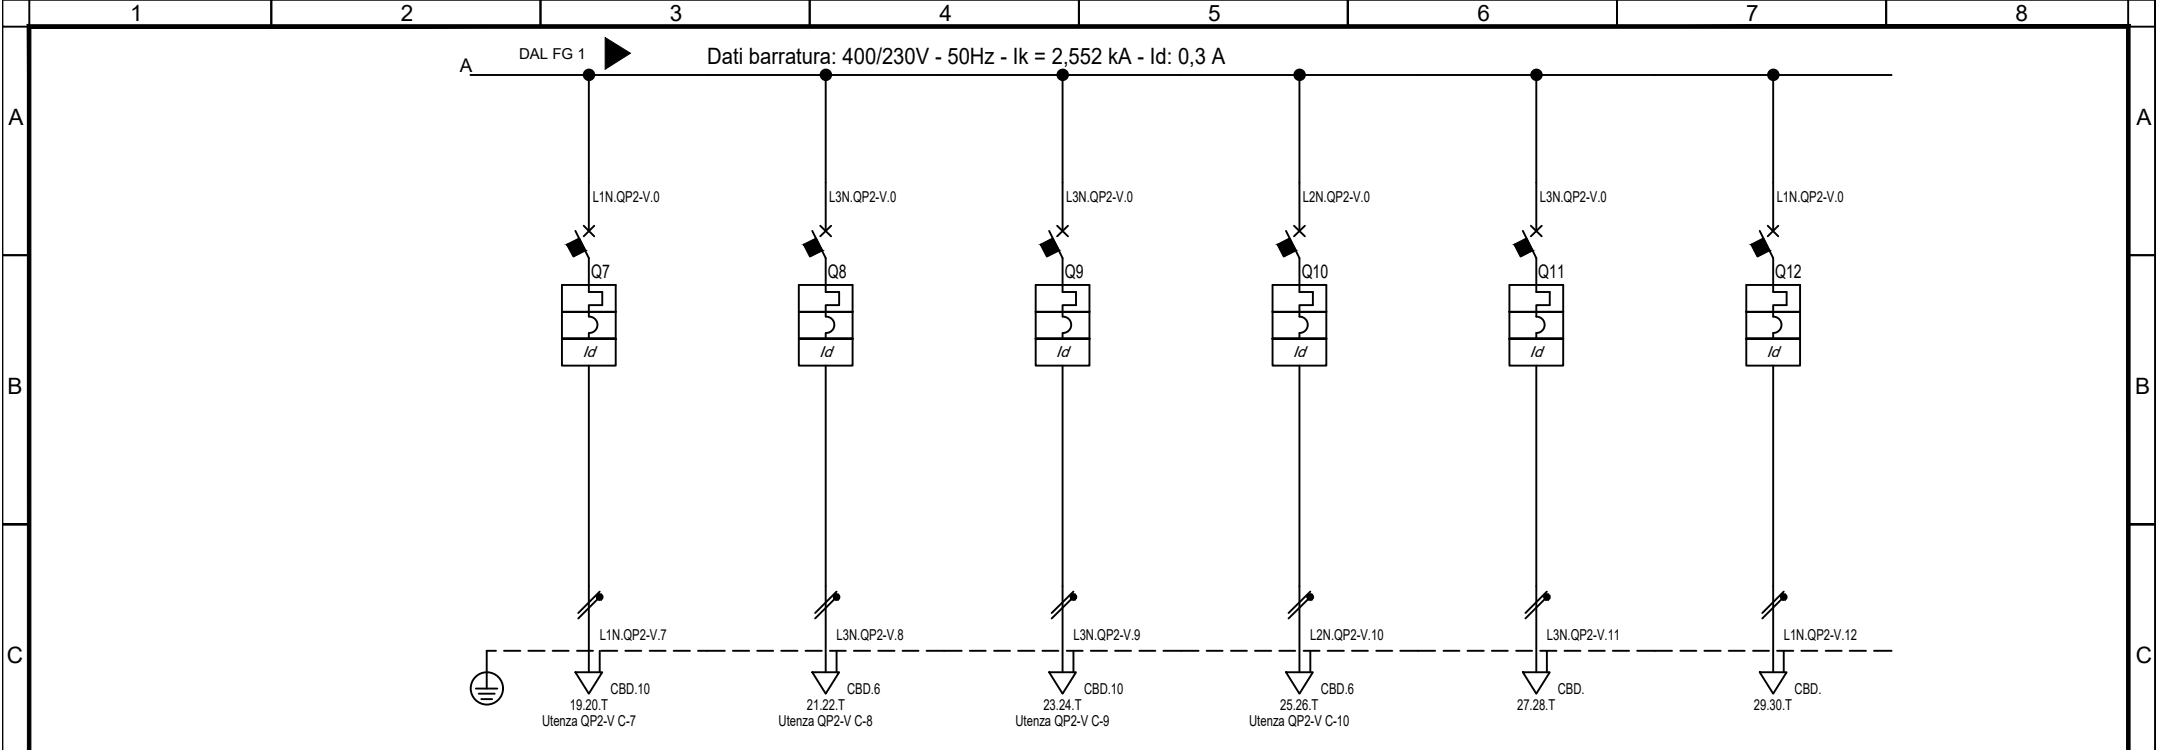 1 2 3 4 5 6 7 8
DAL FG 1 Dati barratura: 400/230V - 50Hz - Ik = 2,552 kA - Id: 0,3 A
A
A A
L1N.QP2-V.0 L3N.QP2-V.0 L3N.QP2-V.0 L2N.QP2-V.0 L3N.QP2-V.0 L1N.QP2-V.0
Q7 Q8 Q9 Q10 Q11 Q12
Id Id Id Id Id Id
B B
L1N.QP2-V.7 L3N.QP2-V.8 L3N.QP2-V.9 L2N.QP2-V.10 L3N.QP2-V.11 L1N.QP2-V.12
C C
CBD.10 CBD.6 CBD.10 CBD.6 CBD. CBD.
19.20.T 21.22.T 23.24.T 25.26.T 27.28.T 29.30.T
Utenza QP2-V C-7 Utenza QP2-V C-8 Utenza QP2-V C-9 Utenza QP2-V C-10